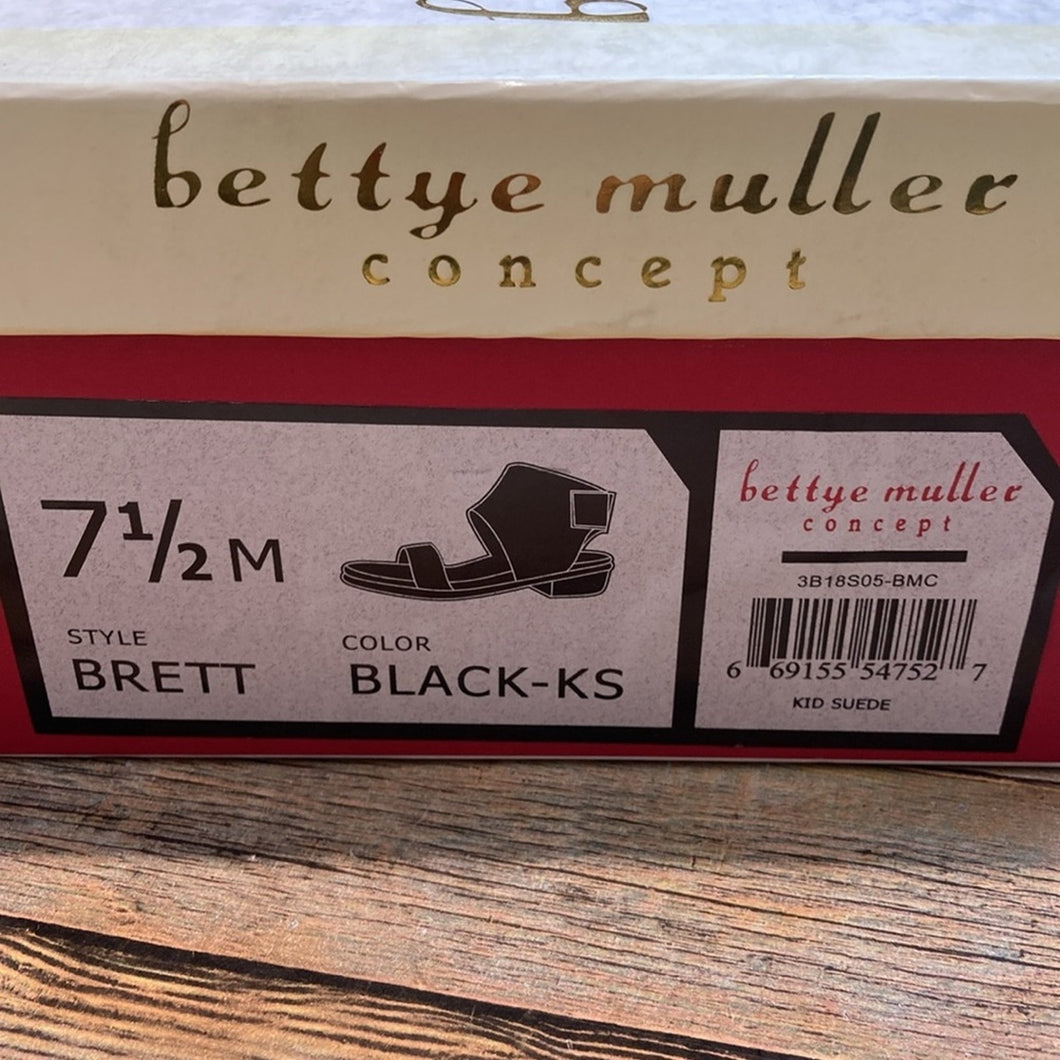 bettye muller
concept
7½ M
STYLE
BRETT
COLOR
BLACK-KS
bettye muller
concept
3B18S05-BMC
6 69155 54752 7
KID SUEDE